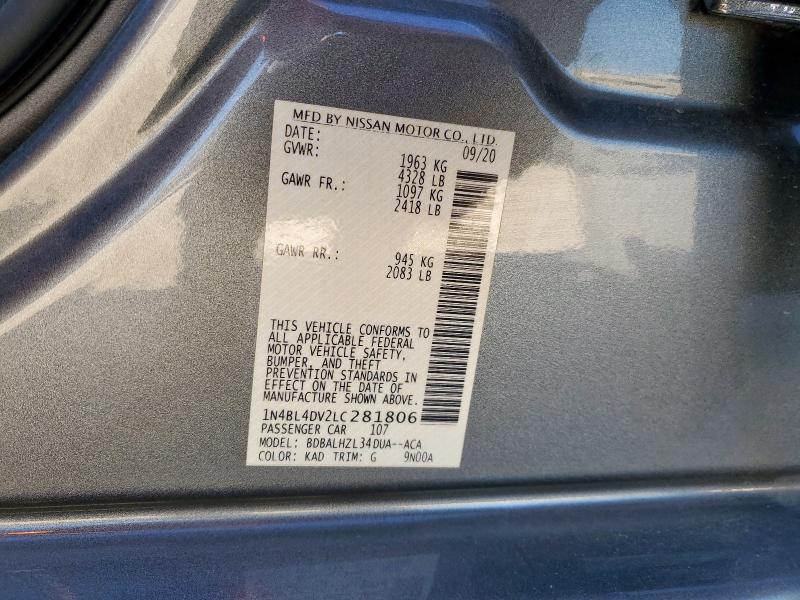 MFD BY NISSAN MOTOR CO., LTD.
DATE: 09/20
GVWR: 1963 KG
4328 LB
GAWR FR.: 1097 KG
2418 LB
GAWR RR.: 945 KG
2083 LB
THIS VEHICLE CONFORMS TO
ALL APPLICABLE FEDERAL
MOTOR VEHICLE SAFETY,
BUMPER, AND THEFT
PREVENTION STANDARDS IN
EFFECT ON THE DATE OF
MANUFACTURE SHOWN ABOVE.
1N4BL4DV2LC281806
PASSENGER CAR 107
MODEL: BDBALHZL34DUA--ACA
COLOR: KAD TRIM: G 9N00A